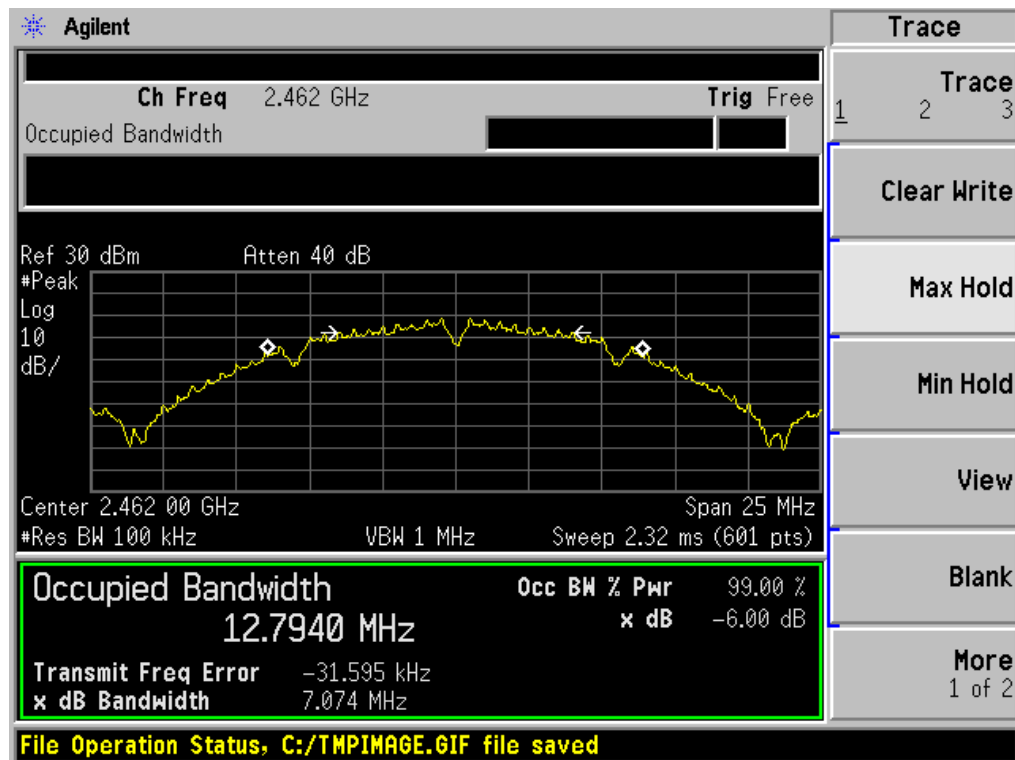 Agilent
Trace
Ch Freq 2.462 GHz Trig Free
Occupied Bandwidth
Trace
1 2 3
Clear Write
Max Hold
Min Hold
View
Blank
More
1 of 2
Ref 30 dBm Atten 40 dB
#Peak
Log
10
dB/
Center 2.462 00 GHz Span 25 MHz
#Res BW 100 kHz VBW 1 MHz Sweep 2.32 ms (601 pts)
Occupied Bandwidth
12.7940 MHz
Occ BW % Pwr 99.00 %
x dB -6.00 dB
Transmit Freq Error -31.595 kHz
x dB Bandwidth 7.074 MHz
File Operation Status, C:/TMPIMAGE.GIF file saved